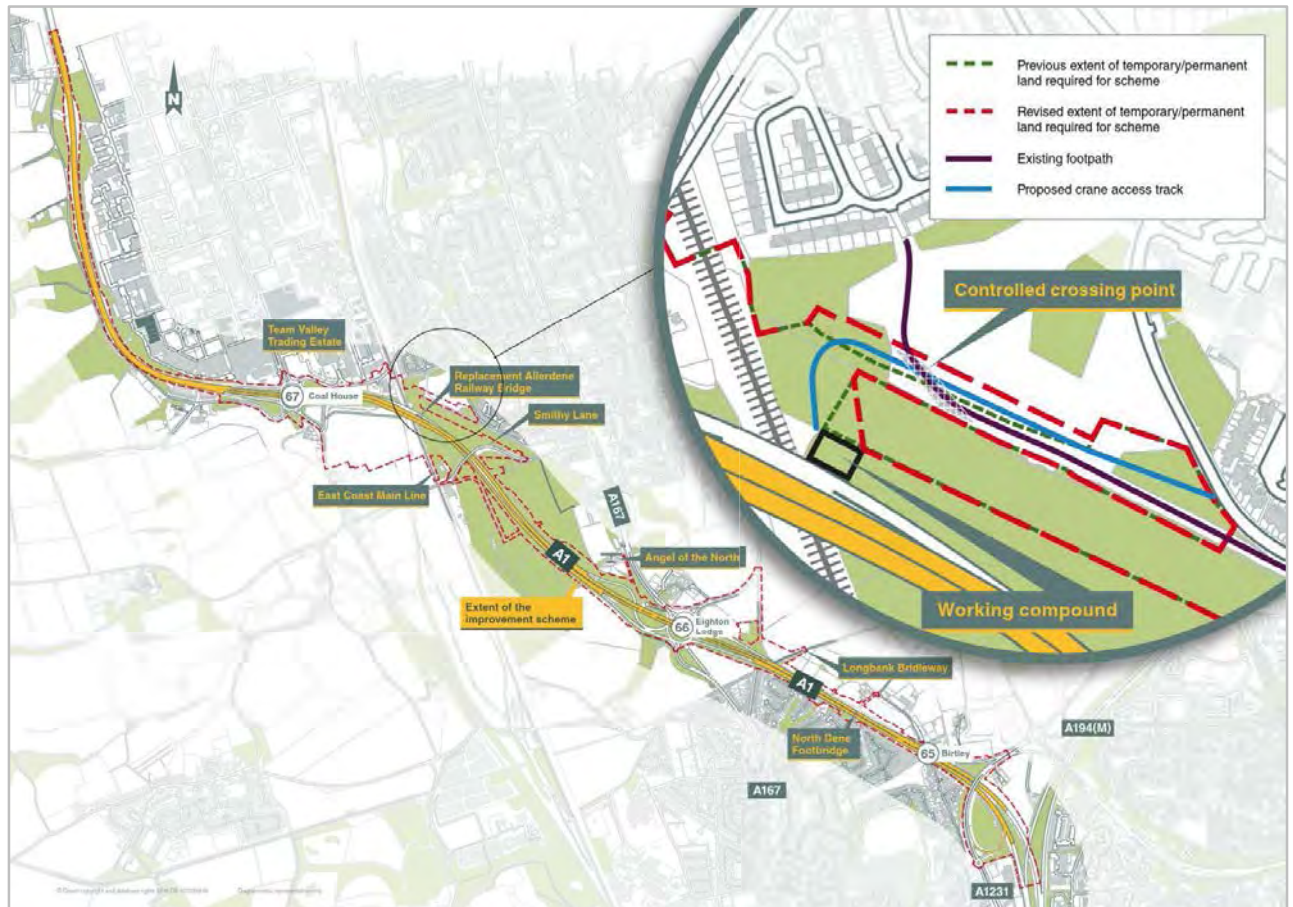 N
Previous extent of temporary/permanent
land required for scheme
Revised extent of temporary/permanent
land required for scheme
Existing footpath
Proposed crane access track
Controlled crossing point
Working compound
Team Valley
Trading Estate
Replacement Allerdene
Railway Bridge
67
Coal House
Smithy Lane
East Coast Main Line
A167
Angel of the North
A1
Extent of the
improvement scheme
66
Eighton
Lodge
Longbank Bridleway
A1
North Dene
Footbridge
65
Birtley
A194(M)
A167
A1231